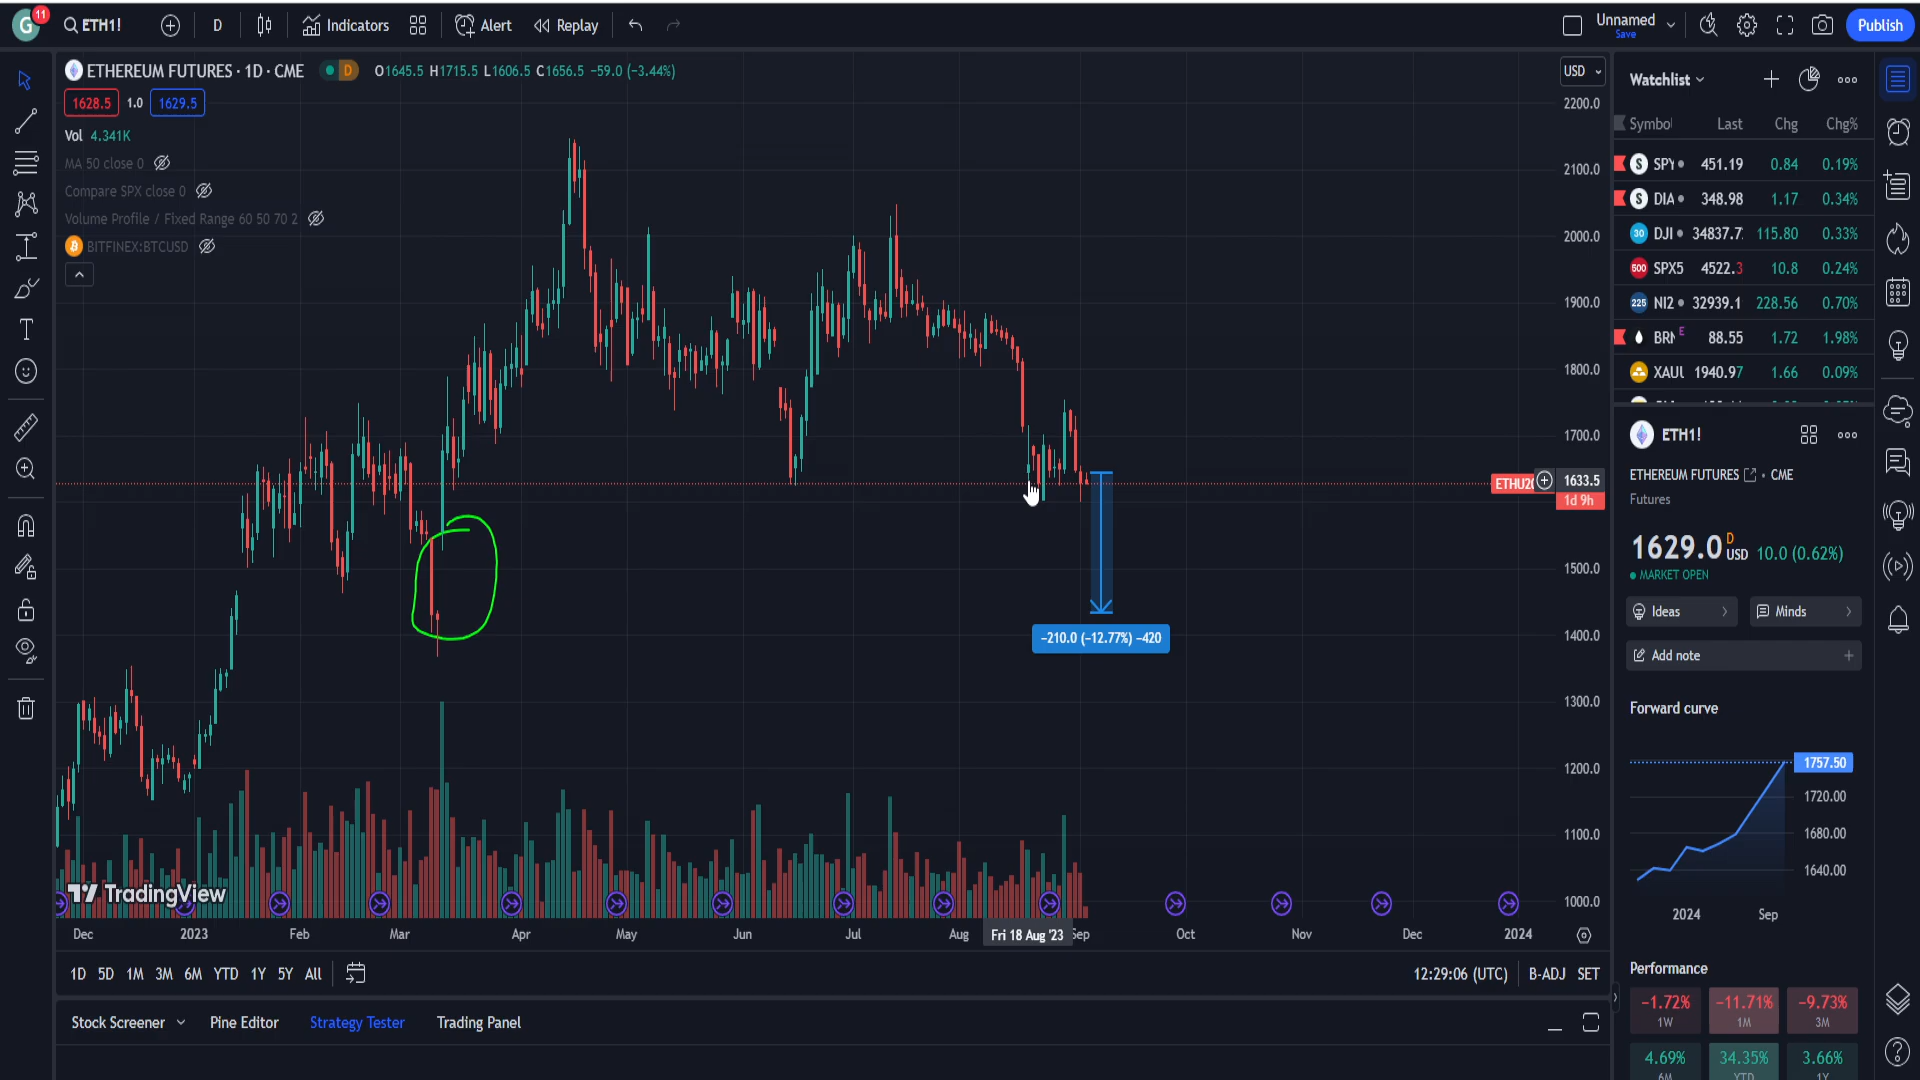 G 11 ETH1! D Indicators Alert Replay Unnamed Save Publish
ETHEREUM FUTURES · 1D · CME D O1645.5 H1715.5 L1606.5 C1656.5 −59.0 (−3.44%)
1628.5 1.0 1629.5
Vol 4.341K
MA 50 close 0
Compare SPX close 0
Volume Profile / Fixed Range 60 50 70 2
BITFINEX:BTCUSD
USD
2200.0
2100.0
2000.0
1900.0
1800.0
1700.0
ETHU20 1633.5
1d 9h
1500.0
1400.0
1300.0
1200.0
1100.0
1000.0
−210.0 (−12.77%) −420
TradingView
Dec 2023 Feb Mar Apr May Jun Jul Aug Fri 18 Aug '23 Sep Oct Nov Dec 2024
1D 5D 1M 3M 6M YTD 1Y 5Y All 12:29:06 (UTC) B-ADJ SET
Stock Screener Pine Editor Strategy Tester Trading Panel
Watchlist
Symbol Last Chg Chg%
S SPY 451.19 0.84 0.19%
S DIA 348.98 1.17 0.34%
30 DJI 34837.7 115.80 0.33%
500 SPX5 4522.3 10.8 0.24%
225 NI2 32939.1 228.56 0.70%
BRN E 88.55 1.72 1.98%
XAU 1940.97 1.66 0.09%
ETH1!
ETHEREUM FUTURES · CME
Futures
1629.0 D USD 10.0 (0.62%)
MARKET OPEN
Ideas Minds
Add note
Forward curve
1757.50
1720.00
1680.00
1640.00
2024 Sep
Performance
−1.72% −11.71% −9.73%
1W 1M 3M
4.69% 34.35% 3.66%
6M YTD 1Y